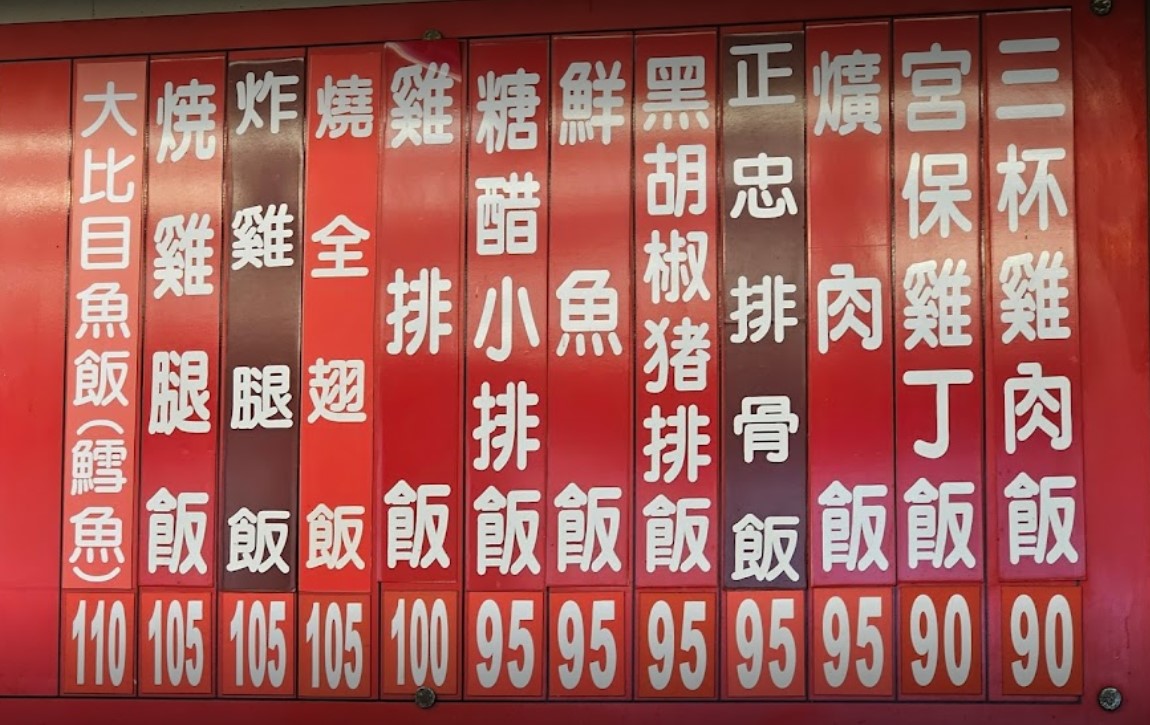 三杯雞肉飯 90
宮保雞丁飯 90
爌肉飯 95
正忠排骨飯 95
黑胡椒猪排飯 95
鮮魚飯 95
糖醋小排飯 95
雞排飯 100
燒全翅飯 105
炸雞腿飯 105
焼雞腿飯 105
大比目魚飯(鱈魚) 110